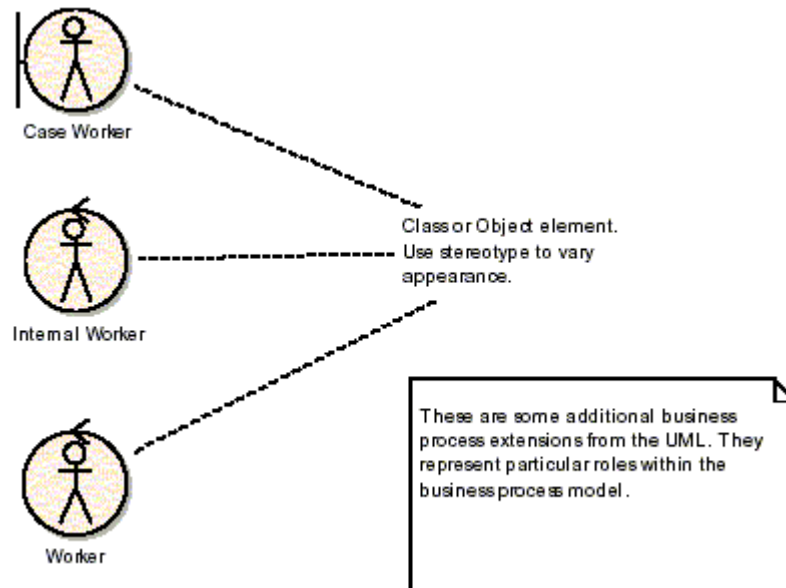 Case Worker
Class or Object element.
Use stereotype to vary
appearance.
Internal Worker
These are some additional business
process extensions from the UML. They
represent particular roles within the
business process model.
Worker